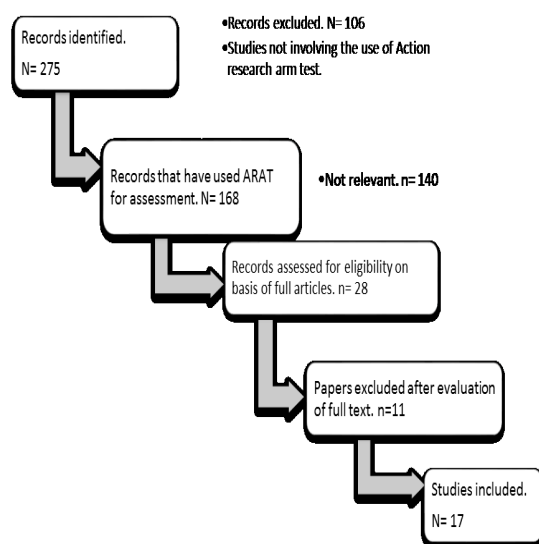 Records identified.
N= 275
•Records excluded. N= 106
•Studies not involving the use of Action
research arm test.
Records that have used ARAT
for assessment. N= 168
•Not relevant. n= 140
Records assessed for eligibility on
basis of full articles. n= 28
Papers excluded after evaluation
of full text. n=11
Studies included.
N= 17